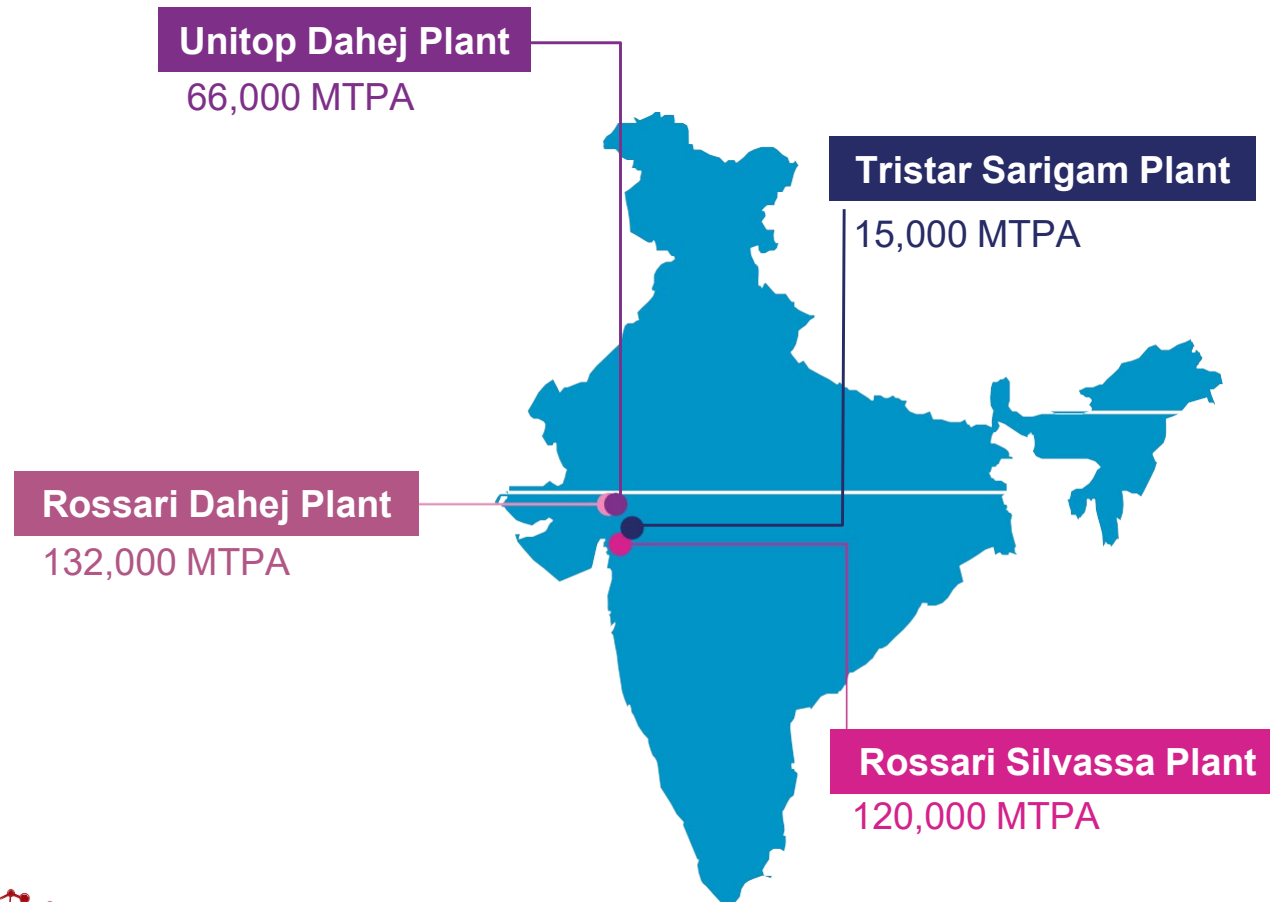 Unitop Dahej Plant
66,000 MTPA
Tristar Sarigam Plant
15,000 MTPA
Rossari Dahej Plant
132,000 MTPA
Rossari Silvassa Plant
120,000 MTPA